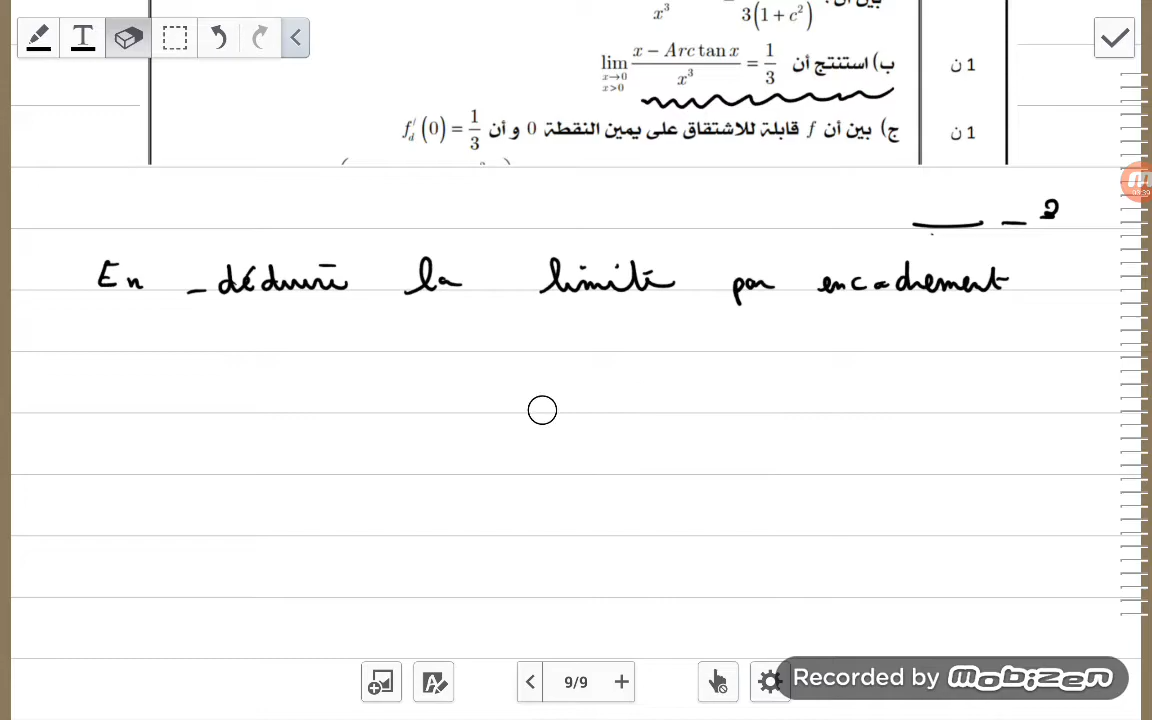 بين أن: x³ 3(1 + c²)
ب) استنتج أن lim x→0 x>0 (x − Arc tan x)/x³ = 1/3
1 ن
ج) بين أن f قابلة للاشتقاق على يمين النقطة 0 و أن f'd (0) = 1/3
1 ن
En - déduire la limite par encadrement
9/9
Recorded by mobizen